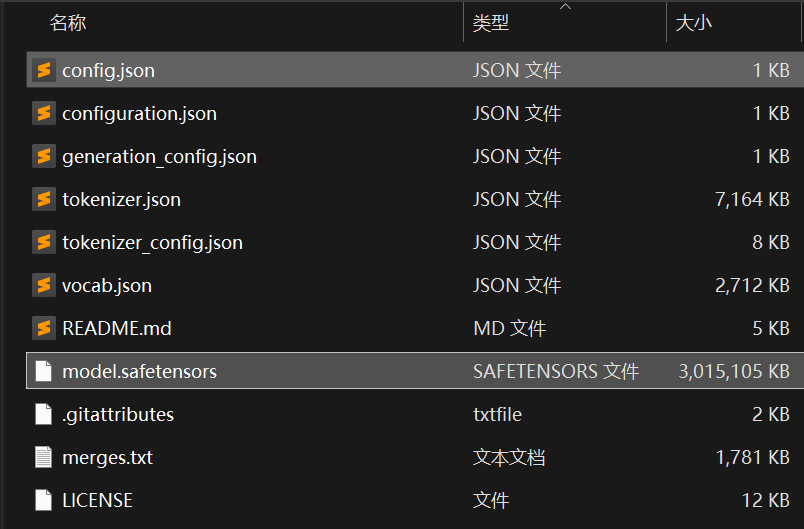 名称 类型 大小
config.json JSON 文件 1 KB
configuration.json JSON 文件 1 KB
generation_config.json JSON 文件 1 KB
tokenizer.json JSON 文件 7,164 KB
tokenizer_config.json JSON 文件 8 KB
vocab.json JSON 文件 2,712 KB
README.md MD 文件 5 KB
model.safetensors SAFETENSORS 文件 3,015,105 KB
.gitattributes txtfile 2 KB
merges.txt 文本文档 1,781 KB
LICENSE 文件 12 KB